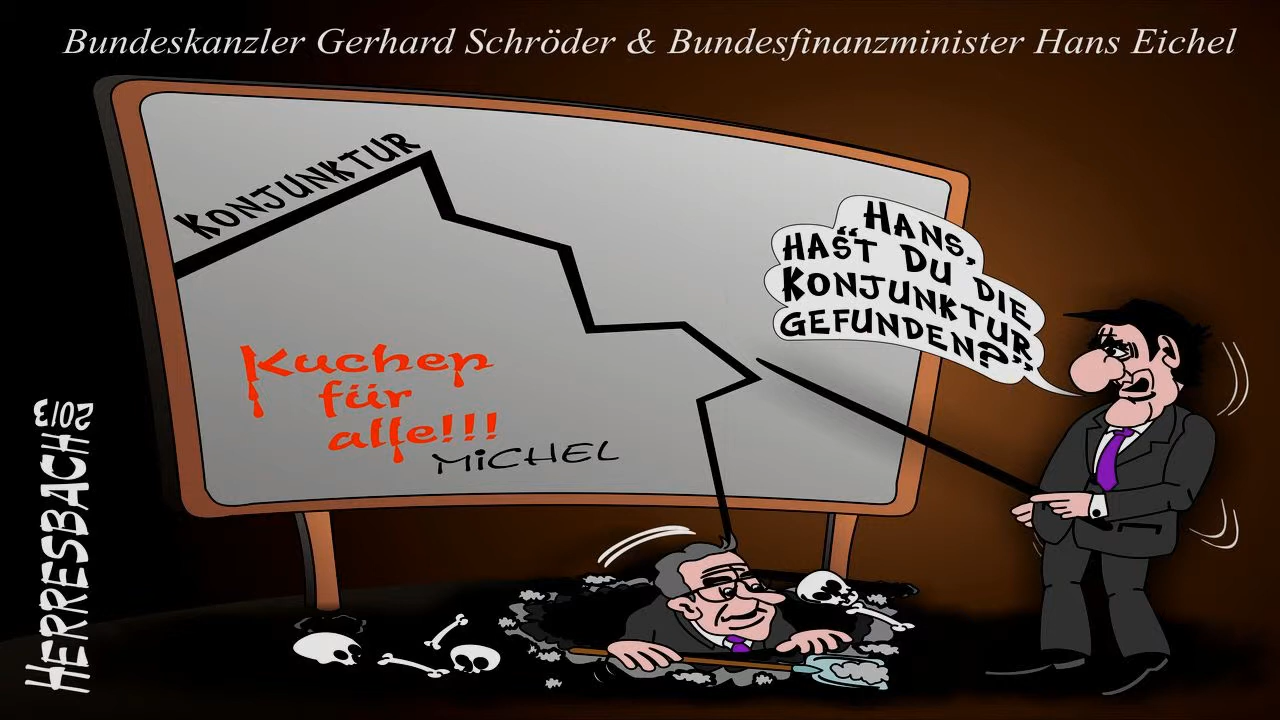 Bundeskanzler Gerhard Schröder & Bundesfinanzminister Hans Eichel
KONJUNKTUR
"HANS,
HAST DU DIE
KONJUNKTUR
GEFUNDEN?"
Kuchen
für
alle!!!
MiCHEL
HERRESBACH 2013